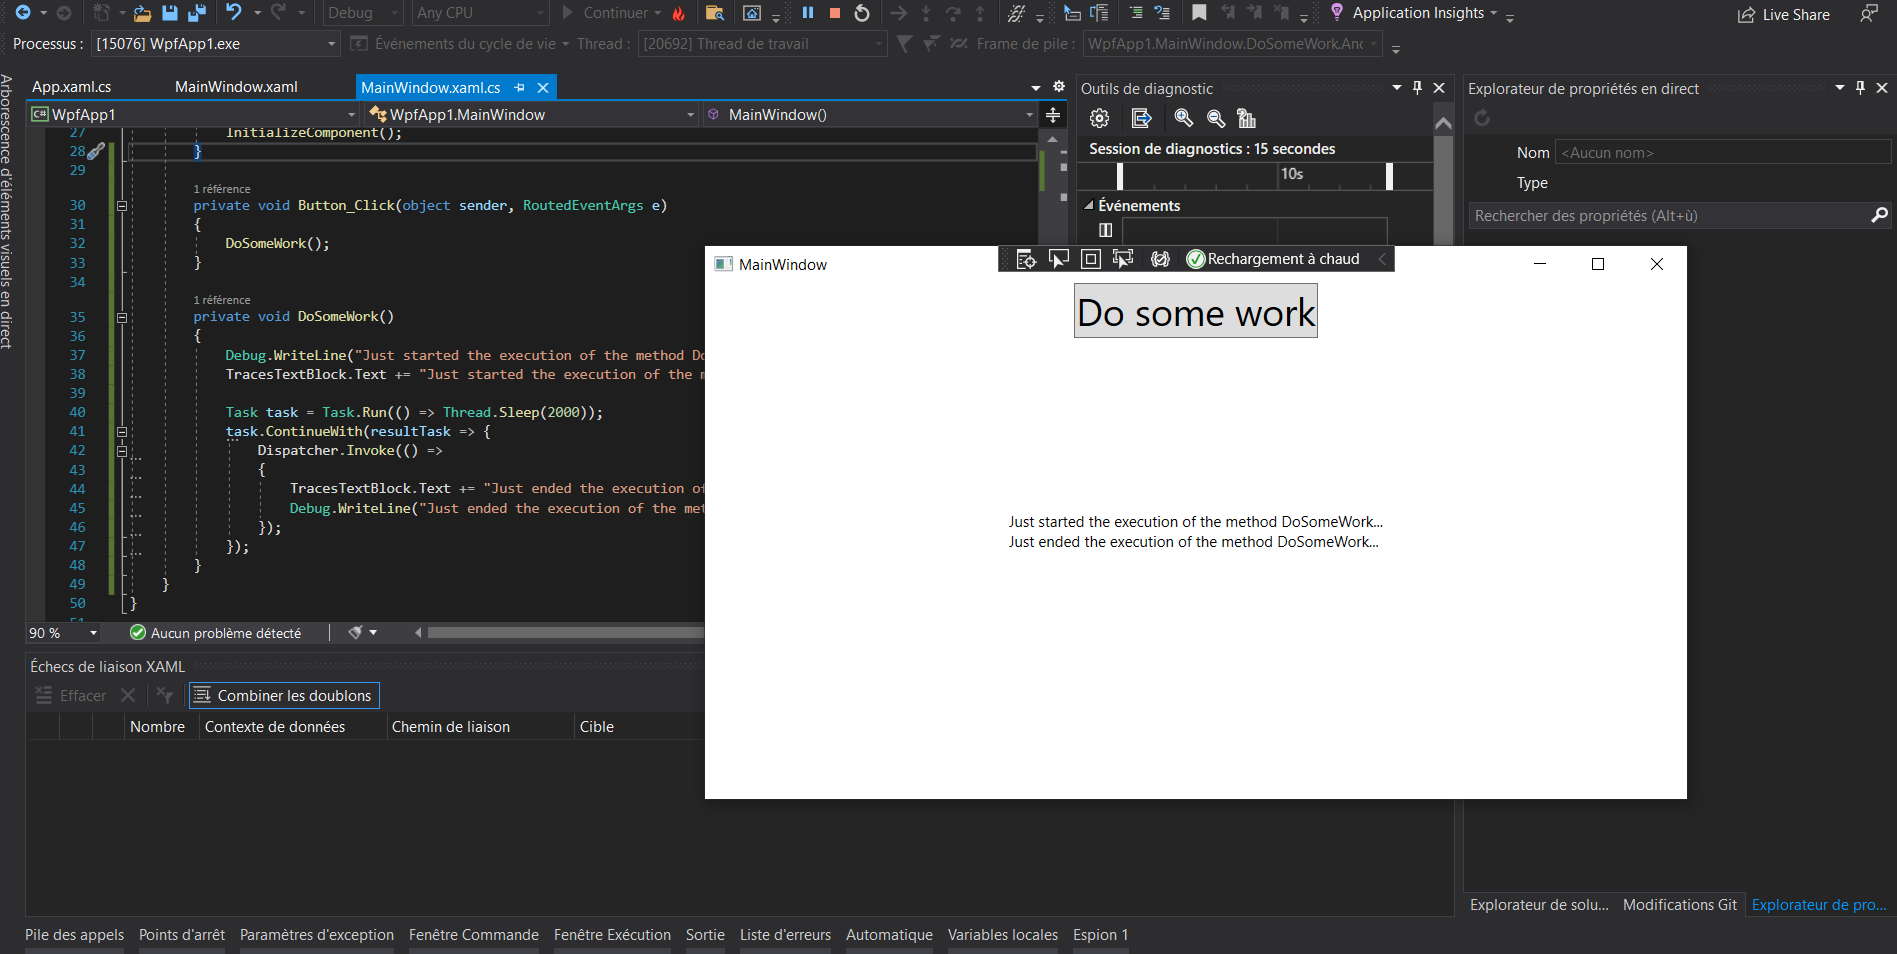 Debug
Any CPU
Continuer
Application Insights
Live Share
Processus :
[15076] WpfApp1.exe
Événements du cycle de vie
Thread :
[20692] Thread de travail
Frame de pile :
WpfApp1.MainWindow.DoSomeWork.Anc
Arborescence d'éléments visuels en direct
App.xaml.cs
MainWindow.xaml
MainWindow.xaml.cs
WpfApp1
WpfApp1.MainWindow
MainWindow()
27 InitializeComponent();
28 }
29
1 référence
30 private void Button_Click(object sender, RoutedEventArgs e)
31 {
32 DoSomeWork();
33 }
34
1 référence
35 private void DoSomeWork()
36 {
37 Debug.WriteLine("Just started the execution of the method Do
38 TracesTextBlock.Text += "Just started the execution of the m
39
40 Task task = Task.Run(() => Thread.Sleep(2000));
41 task.ContinueWith(resultTask => {
42 Dispatcher.Invoke(() =>
43 {
44 TracesTextBlock.Text += "Just ended the execution of
45 Debug.WriteLine("Just ended the execution of the met
46 });
47 });
48 }
49 }
50 }
90 %
Aucun problème détecté
Outils de diagnostic
Session de diagnostics : 15 secondes
10s
Événements
Explorateur de propriétés en direct
Nom
<Aucun nom>
Type
Rechercher des propriétés (Alt+ù)
MainWindow
Rechargement à chaud
Do some work
Just started the execution of the method DoSomeWork...
Just ended the execution of the method DoSomeWork...
Échecs de liaison XAML
Effacer
Combiner les doublons
Nombre
Contexte de données
Chemin de liaison
Cible
Explorateur de solu...
Modifications Git
Explorateur de pro...
Pile des appels
Points d'arrêt
Paramètres d'exception
Fenêtre Commande
Fenêtre Exécution
Sortie
Liste d'erreurs
Automatique
Variables locales
Espion 1